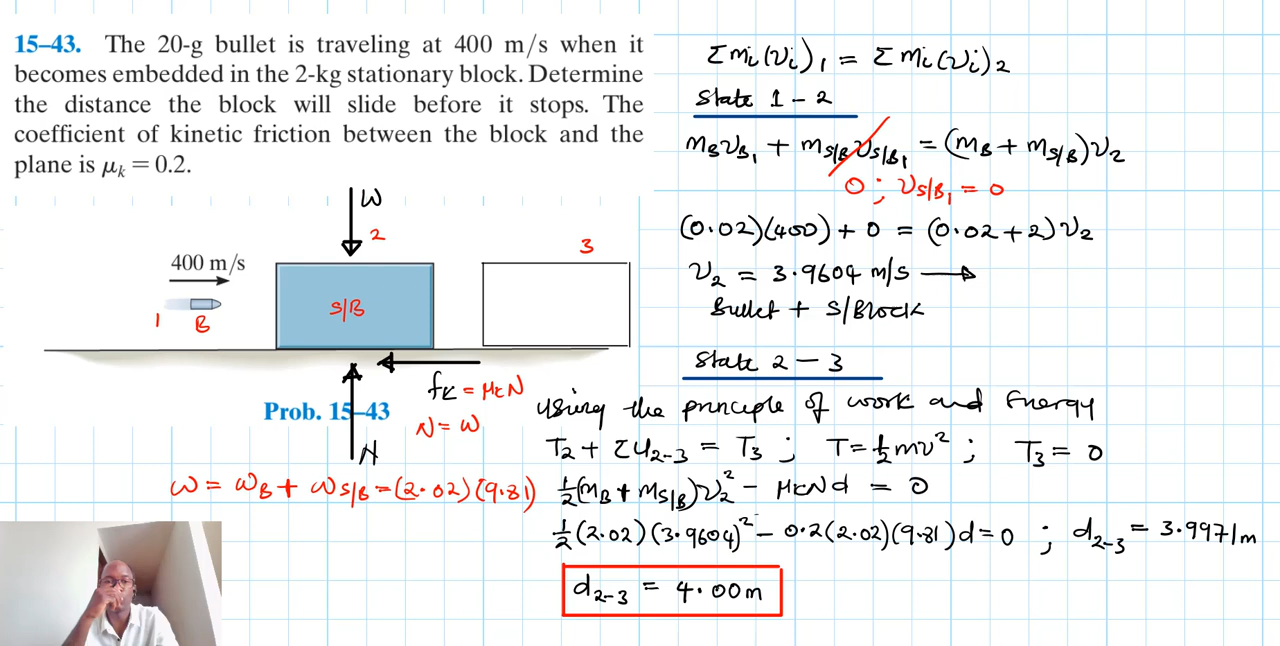 15–43. The 20-g bullet is traveling at 400 m/s when it
becomes embedded in the 2-kg stationary block. Determine
the distance the block will slide before it stops. The
coefficient of kinetic friction between the block and the
plane is μk = 0.2.
W
2
3
400 m/s
S/B
1
B
fk = μkN
Prob. 15–43
N = W
N
W = WB + WS/B = (2.02)(9.81)
Σmi(vi)1 = Σmi(vi)2
State 1 – 2
mBvB1 + mS/BvS/B1 = (mB + mS/B)v2
0 ; vS/B1 = 0
(0.02)(400) + 0 = (0.02 + 2)v2
v2 = 3.9604 m/s →
Bullet + S/Block
State 2 – 3
Using the principle of work and Energy
T2 + ΣU2–3 = T3 ; T = ½mv² ; T3 = 0
½(mB + mS/B)v2² – μkNd = 0
½(2.02)(3.9604)² – 0.2(2.02)(9.81)d = 0 ; d2–3 = 3.9971m
d2–3 = 4.00m